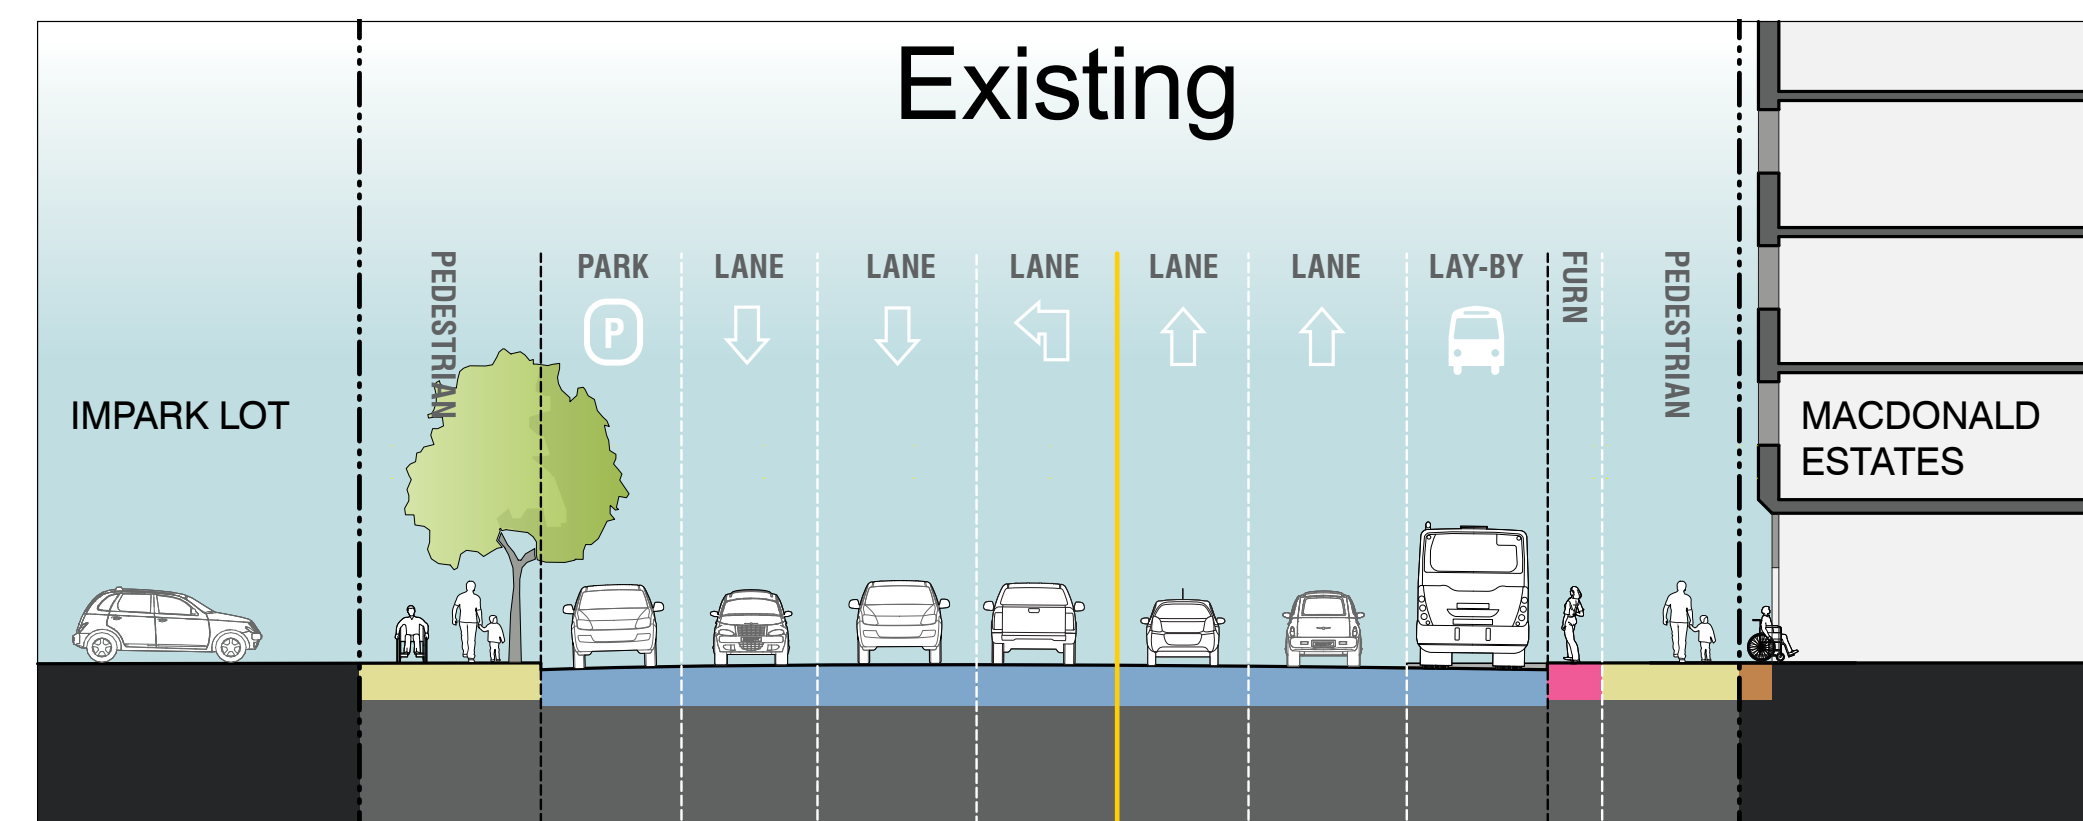 Existing
PEDESTRIAN
PARK
LANE
LANE
LANE
LANE
LANE
LAY-BY
FURN
PEDESTRIAN
P
IMPARK LOT
MACDONALD
ESTATES